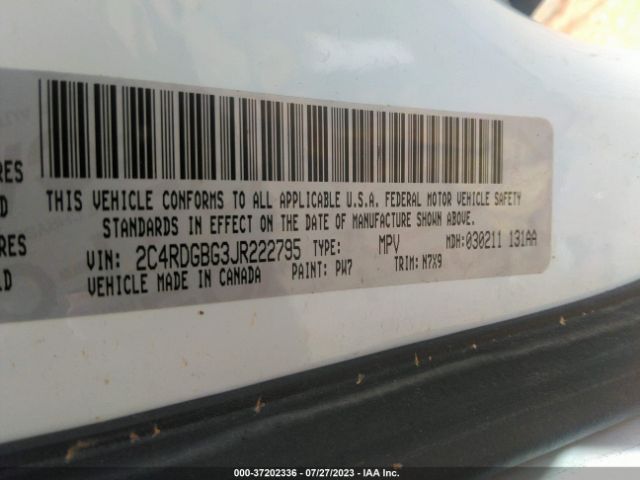 RES
D
RES
LD
THIS VEHICLE CONFORMS TO ALL APPLICABLE U.S.A. FEDERAL MOTOR VEHICLE SAFETY
STANDARDS IN EFFECT ON THE DATE OF MANUFACTURE SHOWN ABOVE.
VIN: 2C4RDGBG3JR222795 TYPE: MPV MDH:030211 131AA
VEHICLE MADE IN CANADA PAINT: PW7 TRIM: N7X9
000-37202336 - 07/27/2023 - IAA Inc.